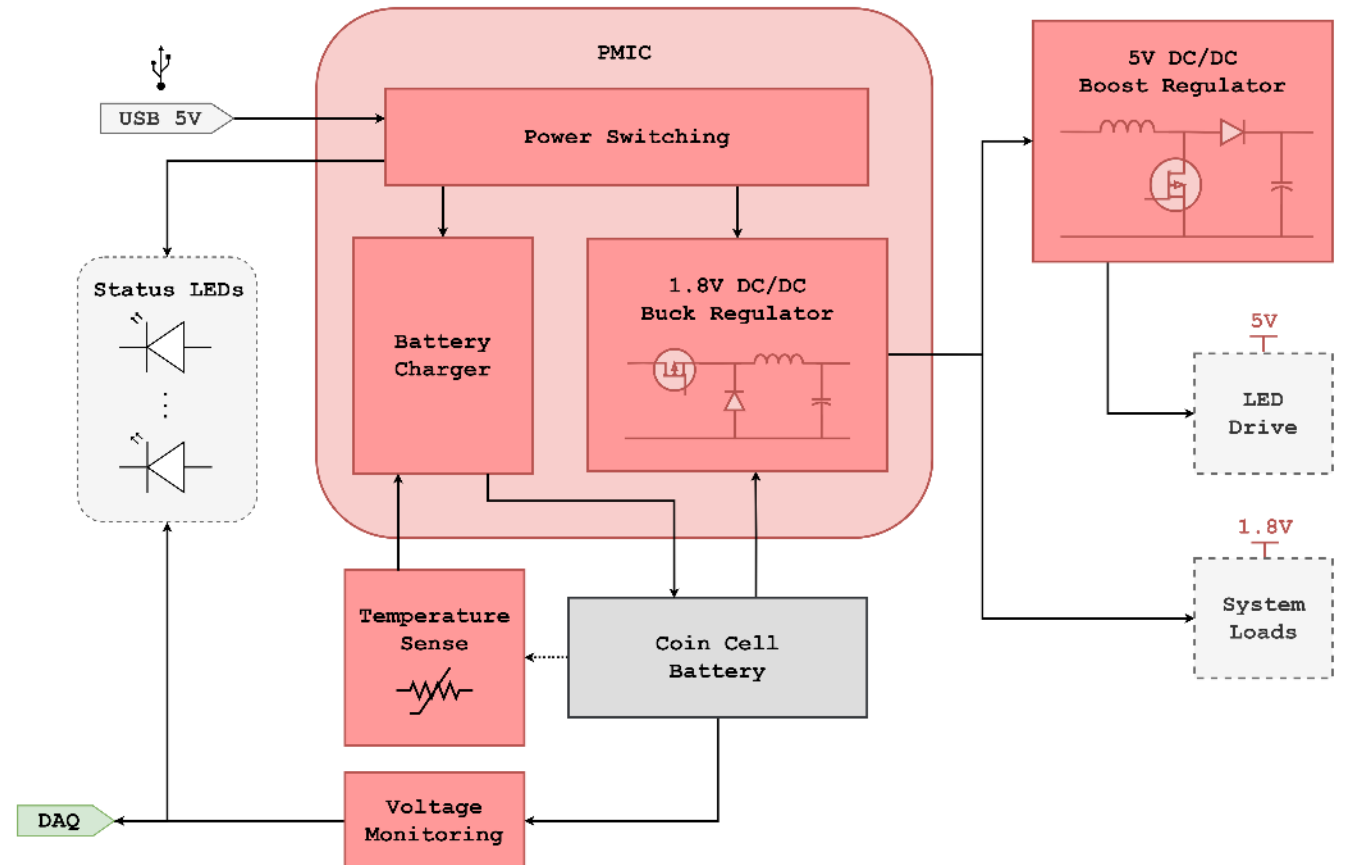 PMIC
USB 5V
Power Switching
5V DC/DC
Boost Regulator
Status LEDs
Battery
Charger
1.8V DC/DC
Buck Regulator
5V
LED
Drive
1.8V
System
Loads
Temperature
Sense
Coin Cell
Battery
Voltage
Monitoring
DAQ